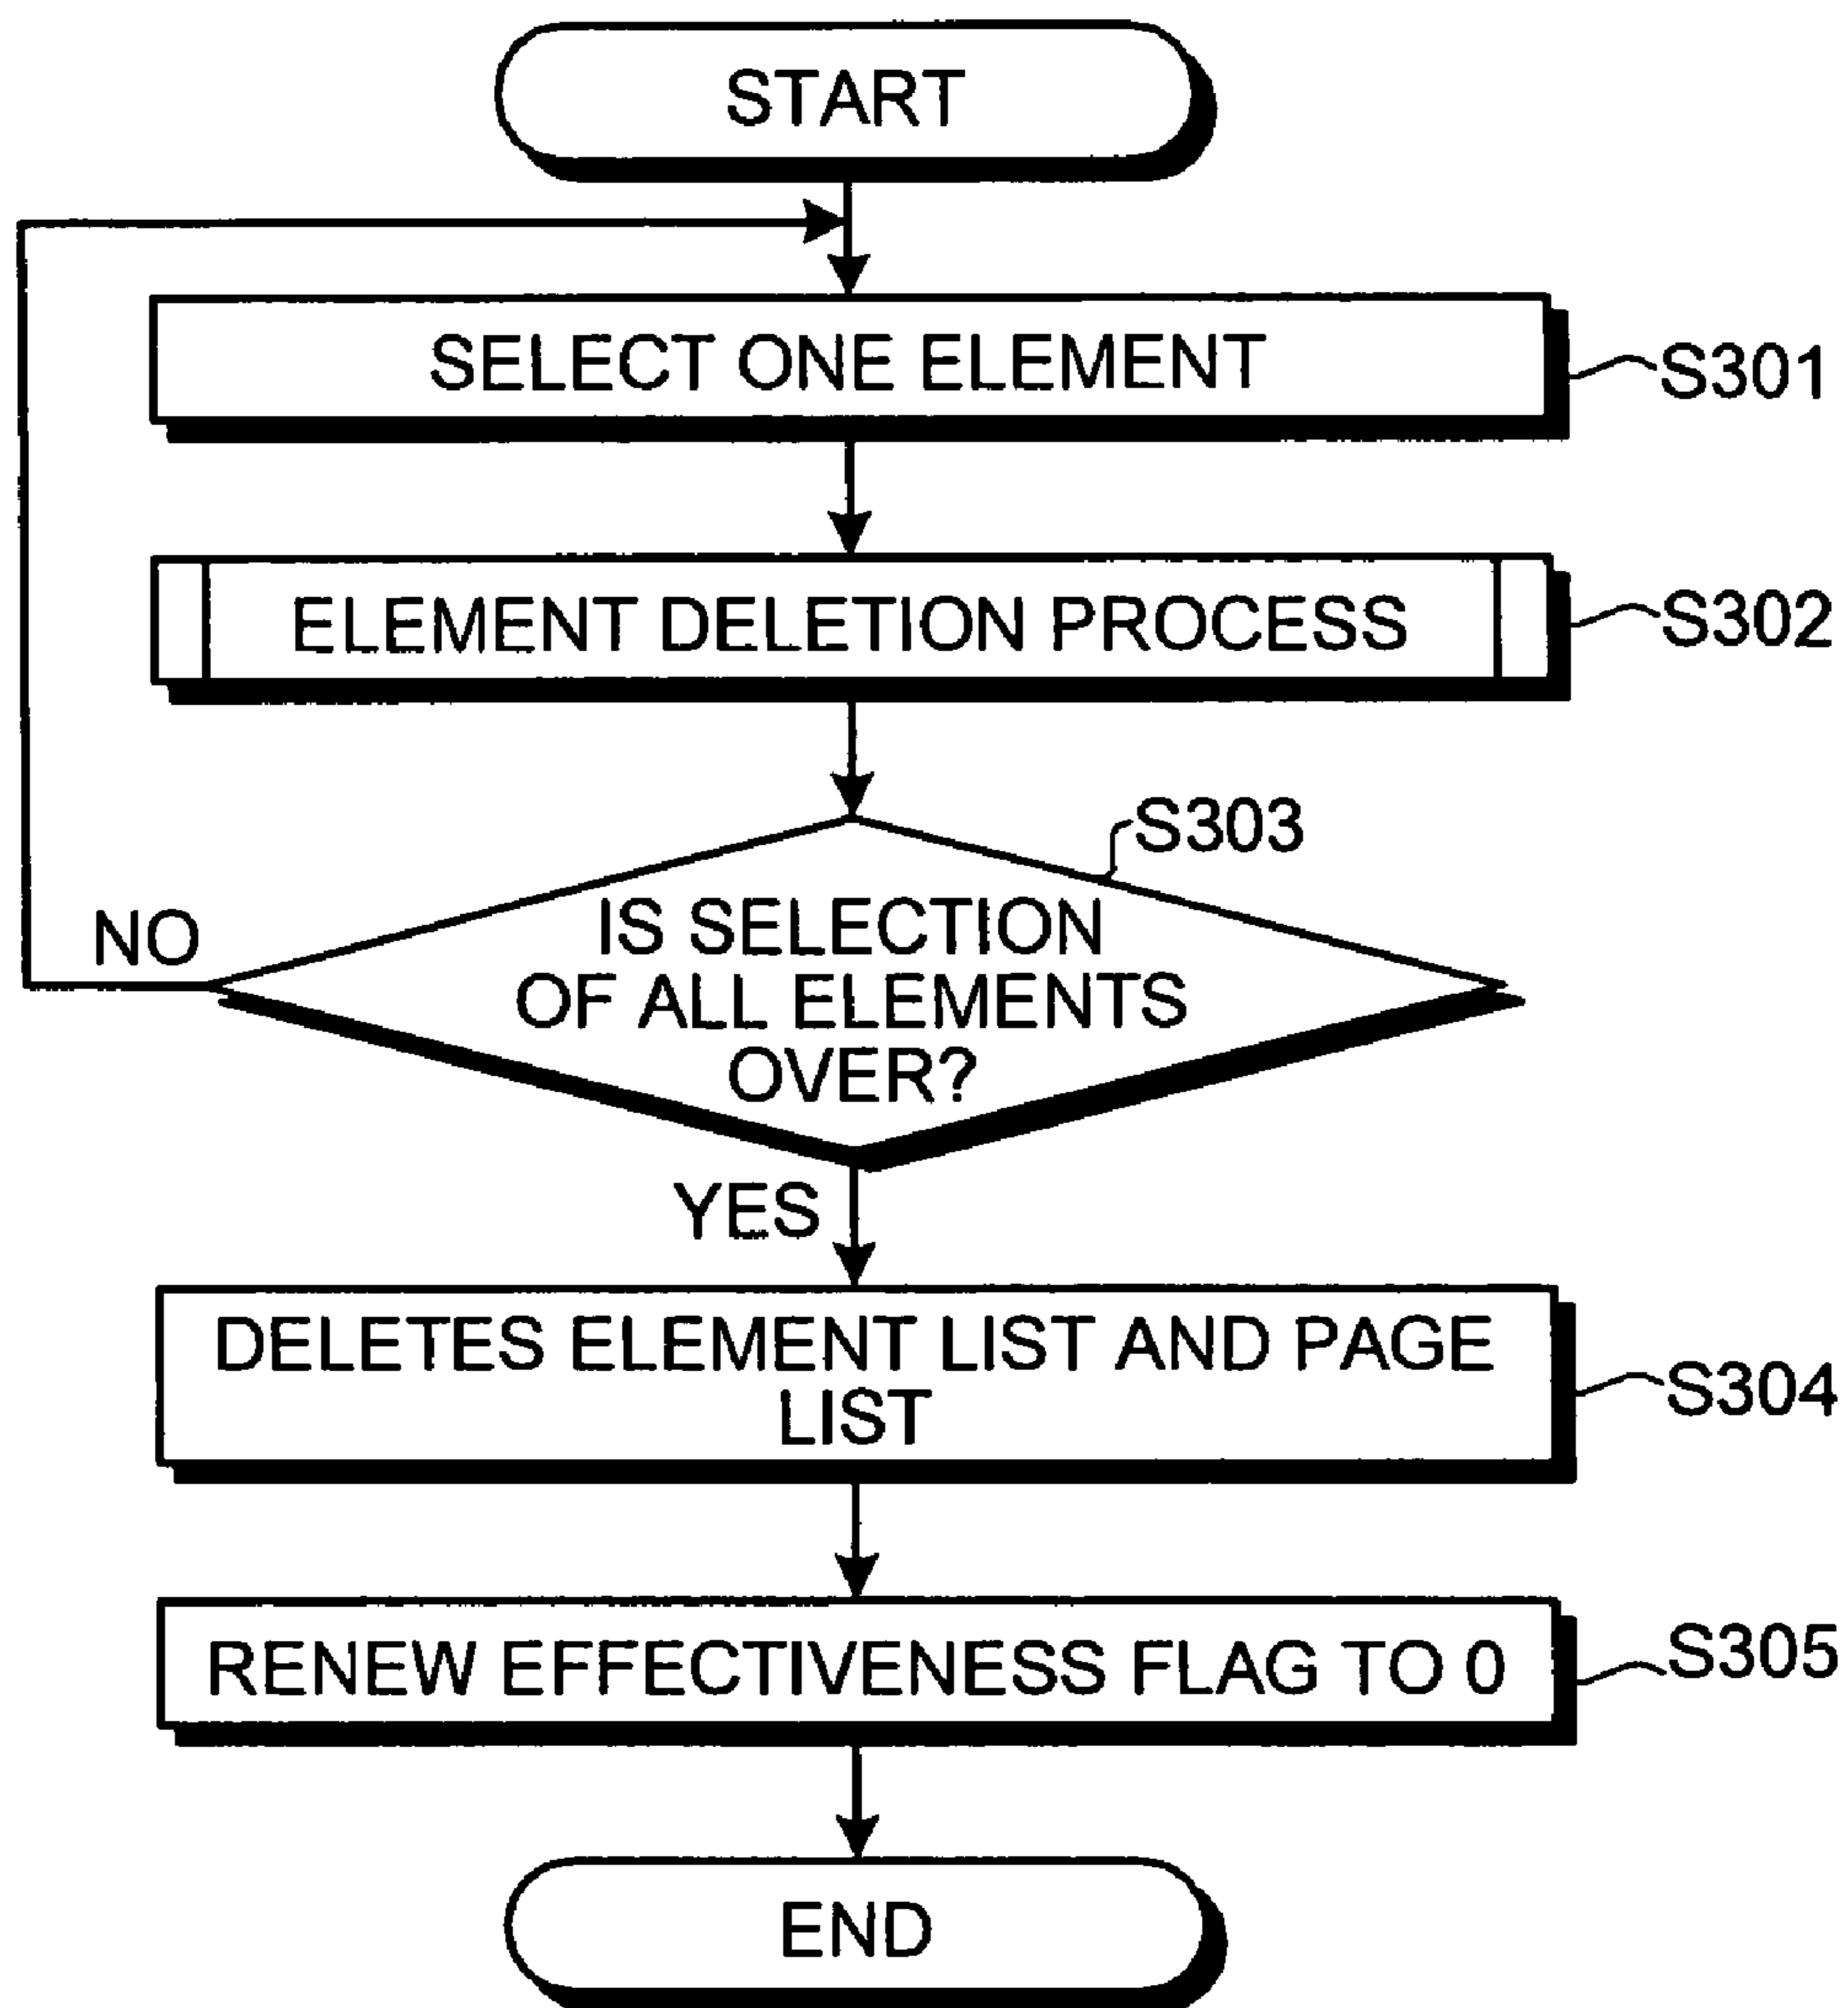 START
SELECT ONE ELEMENT
S301
ELEMENT DELETION PROCESS
S302
S303
IS SELECTION
OF ALL ELEMENTS
OVER?
NO
YES
DELETES ELEMENT LIST AND PAGE
LIST
S304
RENEW EFFECTIVENESS FLAG TO 0
S305
END